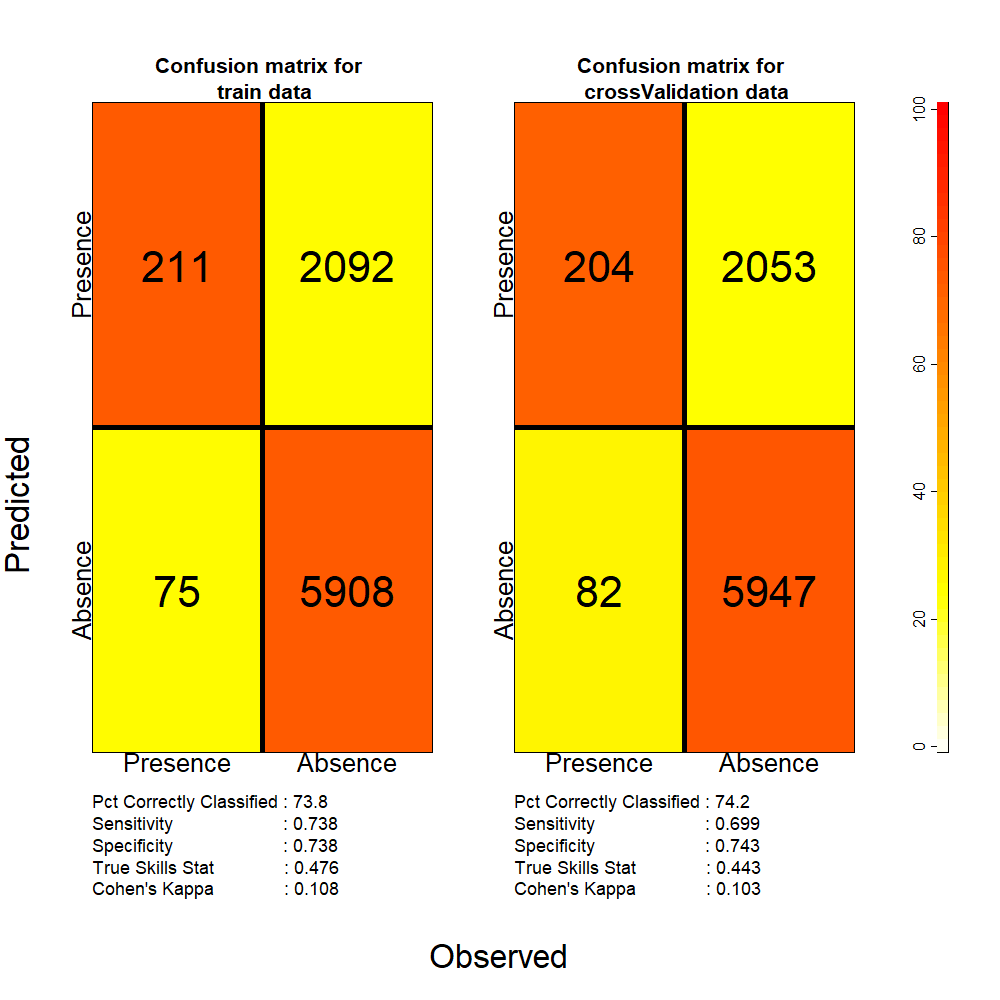 Confusion matrix for
train data
Presence
211
2092
Absence
75
5908
Presence Absence
Pct Correctly Classified : 73.8
Sensitivity : 0.738
Specificity : 0.738
True Skills Stat : 0.476
Cohen's Kappa : 0.108
Confusion matrix for
crossValidation data
Presence
204
2053
Absence
82
5947
Presence Absence
Pct Correctly Classified : 74.2
Sensitivity : 0.699
Specificity : 0.743
True Skills Stat : 0.443
Cohen's Kappa : 0.103
100
80
60
40
20
0
Predicted
Observed